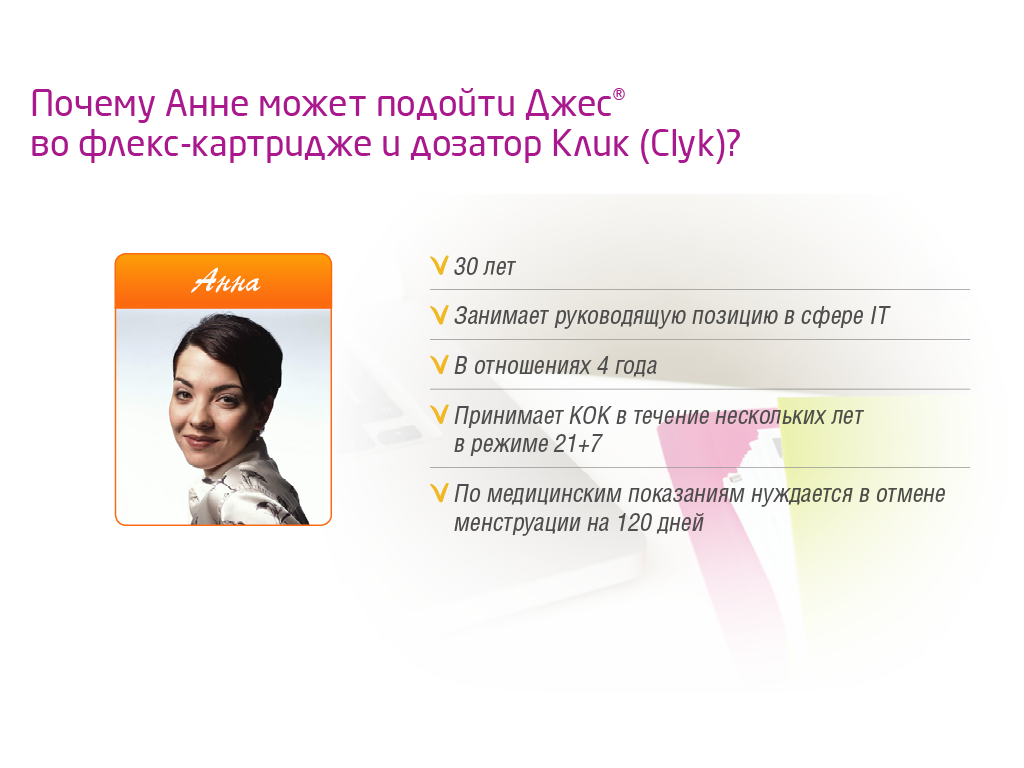 Почему Анне может подойти Джес®
во флекс-картридже и дозатор Клик (Clyk)?
Анна
30 лет
Занимает руководящую позицию в сфере IT
В отношениях 4 года
Принимает КОК в течение нескольких лет
в режиме 21+7
По медицинским показаниям нуждается в отмене
менструации на 120 дней